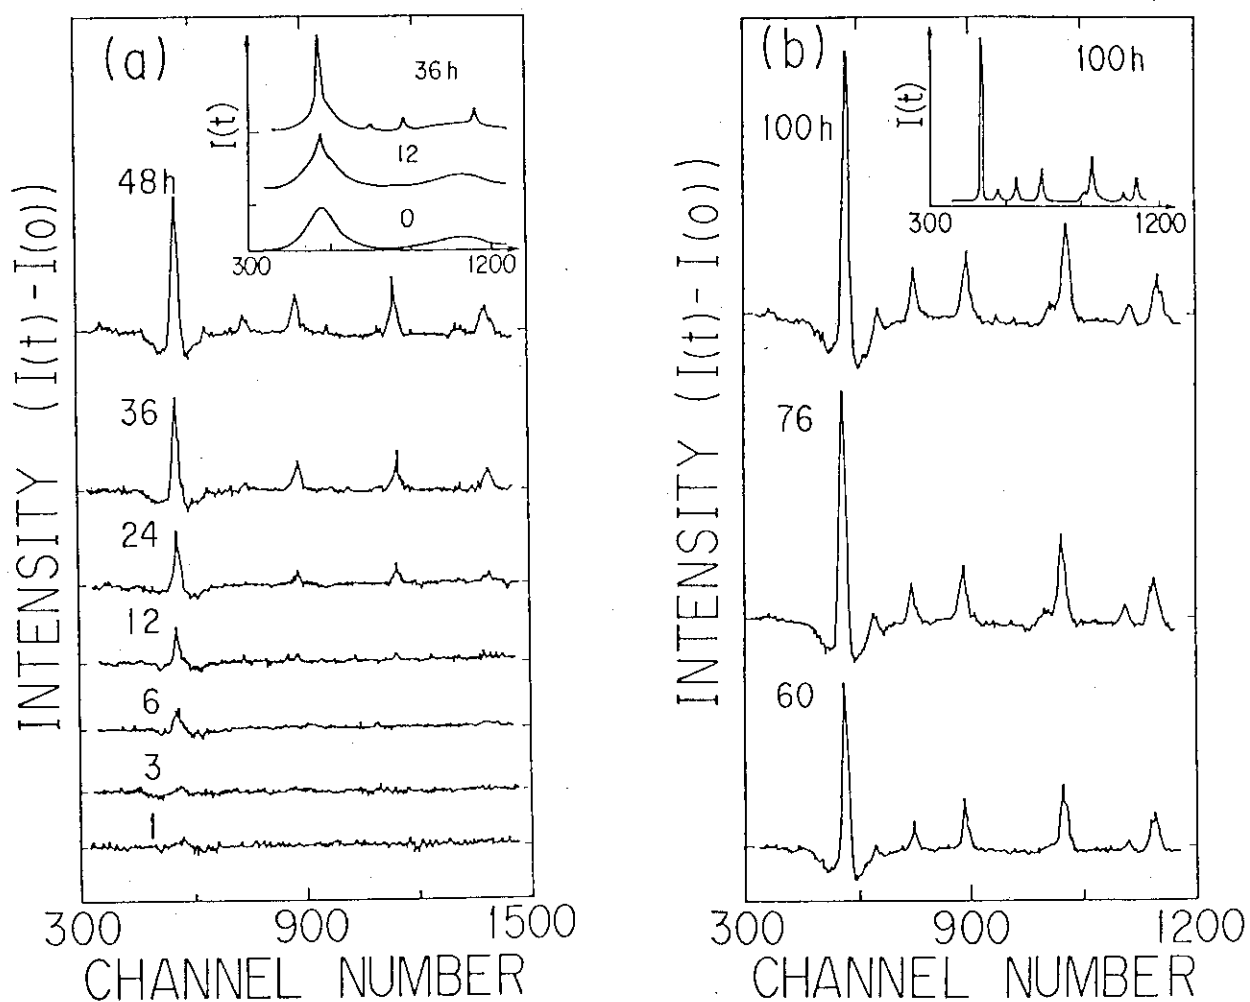 (a)
I(t)
36h
12
0
300
1200
48h
36
24
12
6
3
1
300
900
1500
CHANNEL NUMBER
INTENSITY (I(t)-I(0))
(b)
100h
I(t)
100h
300
1200
76
60
300
900
1200
CHANNEL NUMBER
INTENSITY (I(t)-I(0))